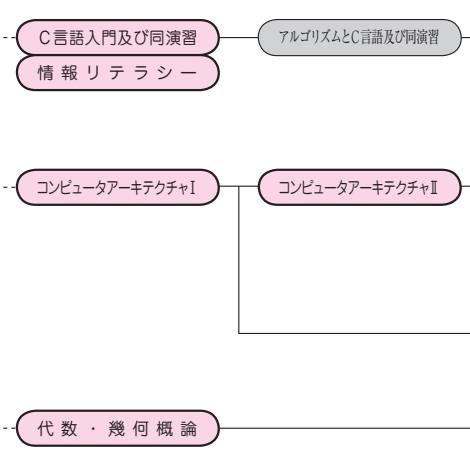 C言語入門及び同演習
アルゴリズムとC言語及び同演習
情報リテラシー
コンピュータアーキテクチャⅠ
コンピュータアーキテクチャⅡ
代数・幾何概論